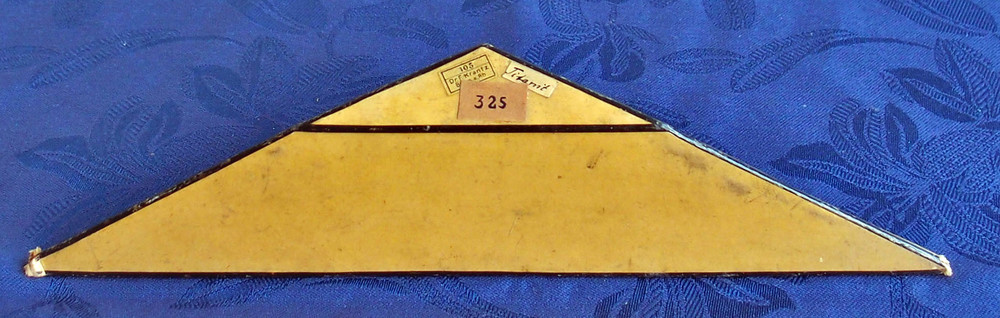 105
Dr F. Krantz
Titanit
325